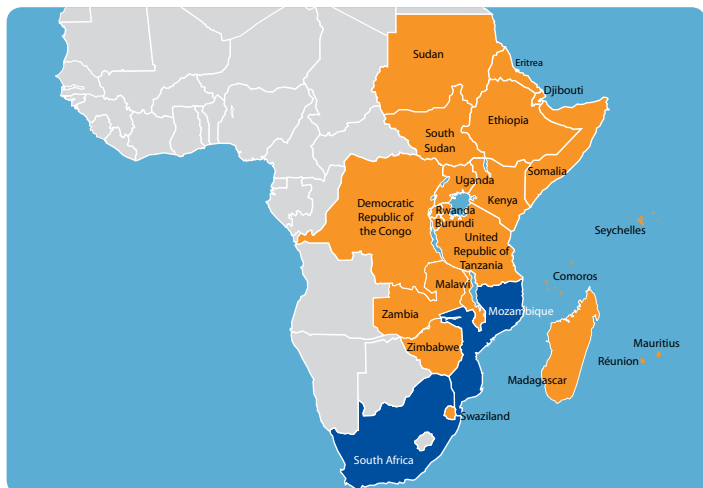 Sudan
Eritrea
Djibouti
Ethiopia
South
Sudan
Somalia
Uganda
Kenya
Democratic
Republic of
the Congo
Rwanda
Burundi
United
Republic of
Tanzania
Seychelles
Comoros
Malawi
Mozambique
Zambia
Zimbabwe
Mauritius
Réunion
Madagascar
Swaziland
South Africa